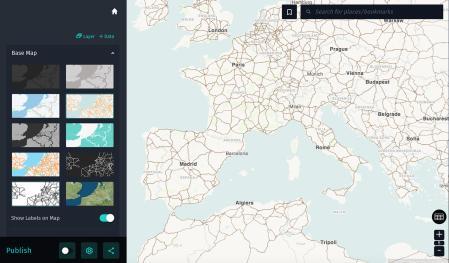 Layer
Data
Base Map
Show Labels on Map
Publish
Search for places/bookmarks
Hamburg
Warsaw
London
Prague
Paris
Munich
Vienna
Budapest
Milan
Belgrade
Bucharest
Sofia
Rome
Barcelona
Madrid
Algiers
Tripoli